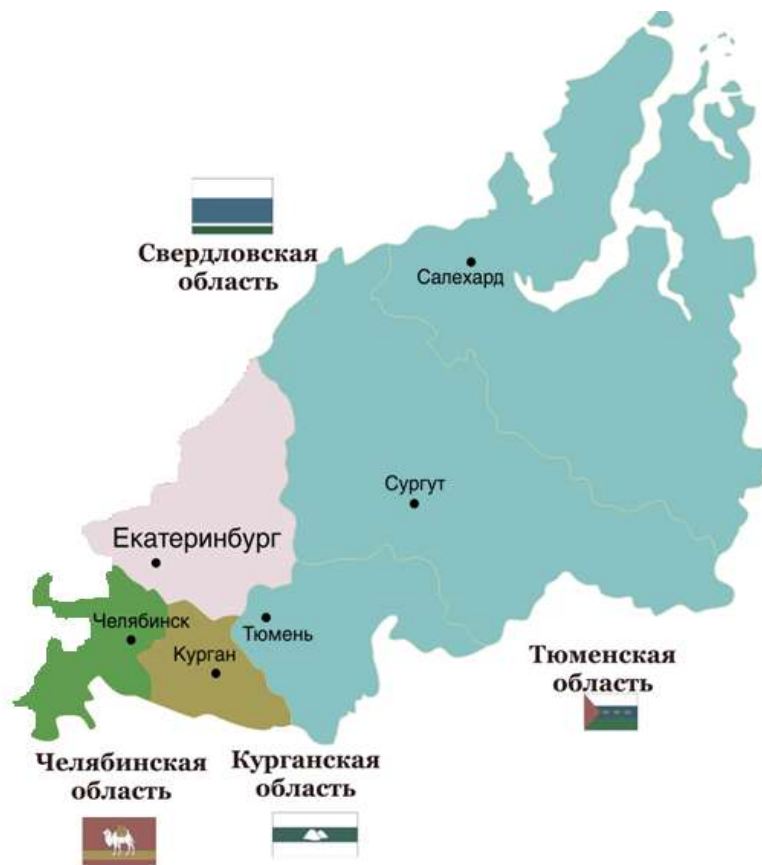 Свердловская
область
Салехард
Сургут
Екатеринбург
Челябинск
Тюмень
Курган
Тюменская
область
Челябинская
область
Курганская
область